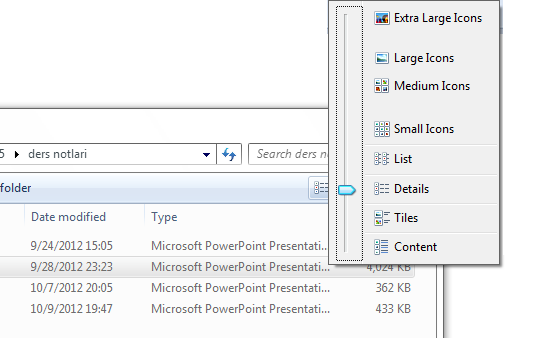 Extra Large Icons
Large Icons
Medium Icons
Small Icons
List
Details
Tiles
Content
5 ders notlari
Search ders
folder
Date modified Type
9/24/2012 15:05 Microsoft PowerPoint Presentati...
9/28/2012 23:23 Microsoft PowerPoint Presentati... 4,024 KB
10/7/2012 20:05 Microsoft PowerPoint Presentati... 362 KB
10/9/2012 19:47 Microsoft PowerPoint Presentati... 433 KB